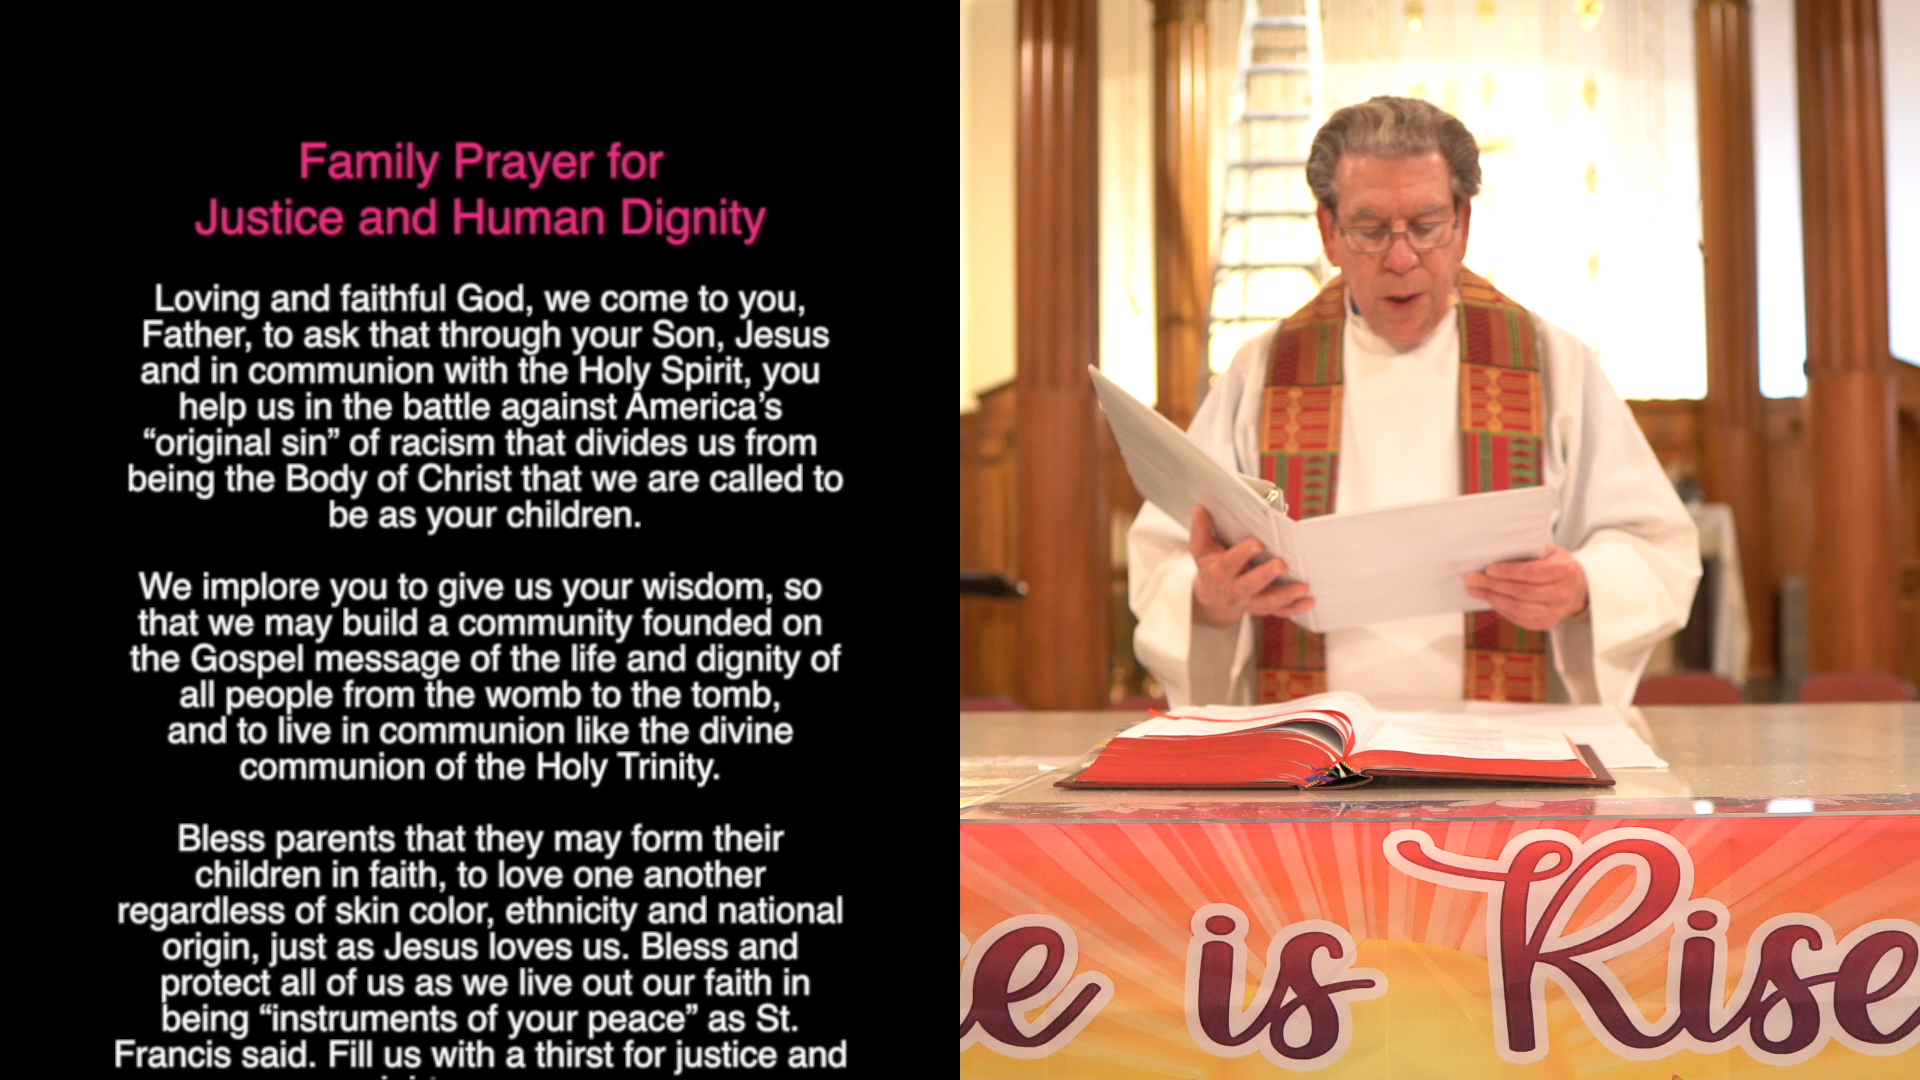 Family Prayer for
Justice and Human Dignity
Loving and faithful God, we come to you,
Father, to ask that through your Son, Jesus
and in communion with the Holy Spirit, you
help us in the battle against America’s
“original sin” of racism that divides us from
being the Body of Christ that we are called to
be as your children.
We implore you to give us your wisdom, so
that we may build a community founded on
the Gospel message of the life and dignity of
all people from the womb to the tomb,
and to live in communion like the divine
communion of the Holy Trinity.
Bless parents that they may form their
children in faith, to love one another
regardless of skin color, ethnicity and national
origin, just as Jesus loves us. Bless and
protect all of us as we live out our faith in
being “instruments of your peace” as St.
Francis said. Fill us with a thirst for justice and
e is Rise